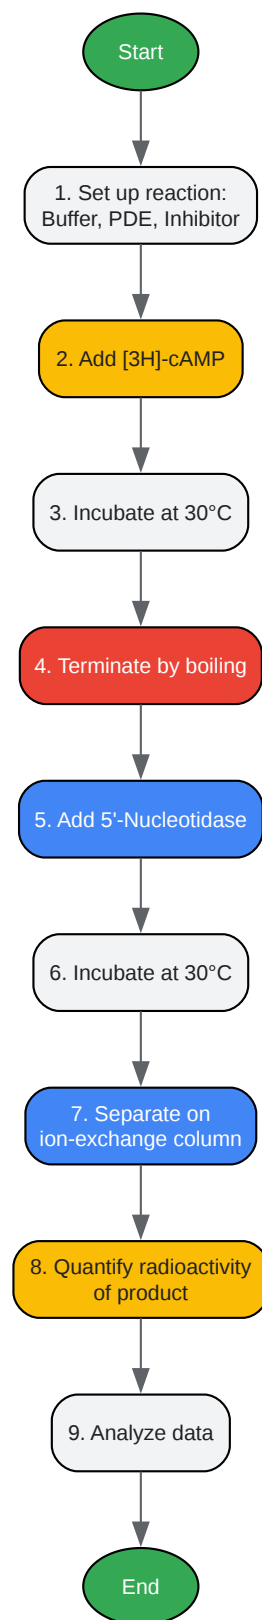 Start
1. Set up reaction:
Buffer, PDE, Inhibitor
2. Add [3H]-cAMP
3. Incubate at 30°C
4. Terminate by boiling
5. Add 5'-Nucleotidase
6. Incubate at 30°C
7. Separate on
ion-exchange column
8. Quantify radioactivity
of product
9. Analyze data
End